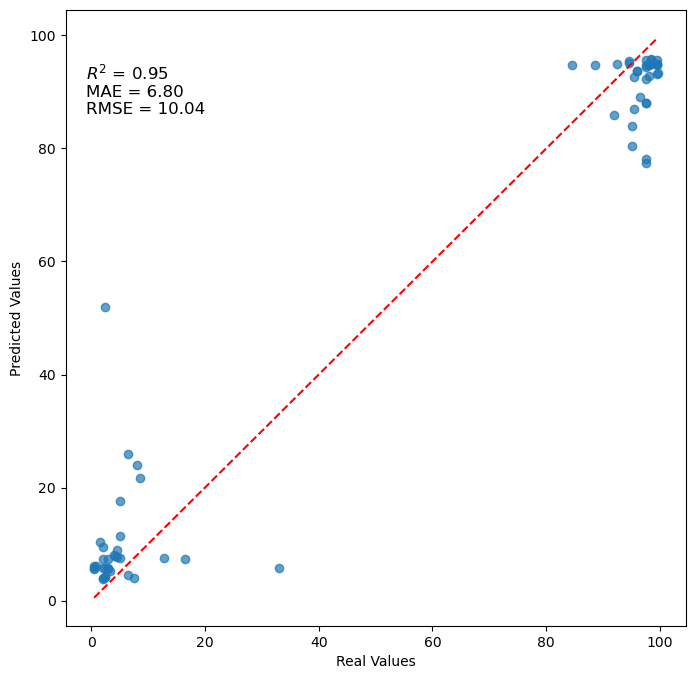 R² = 0.95
MAE = 6.80
RMSE = 10.04
100
80
60
40
20
0
Predicted Values
0 20 40 60 80 100
Real Values